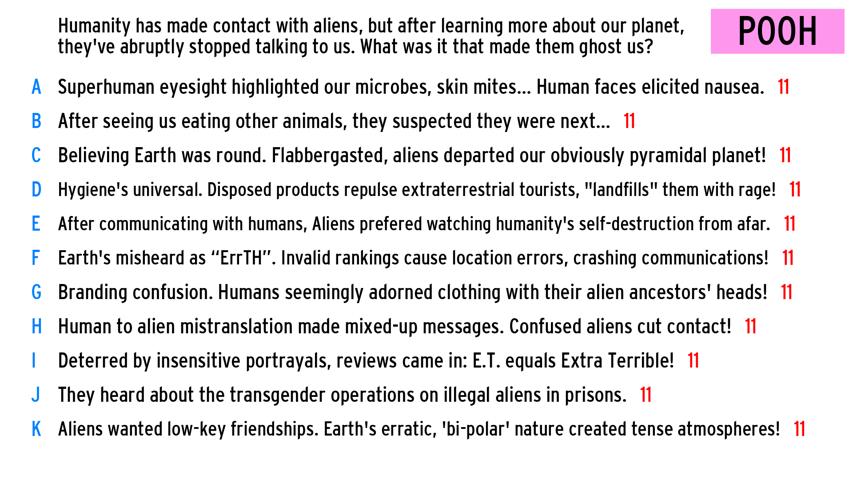 Humanity has made contact with aliens, but after learning more about our planet,
they've abruptly stopped talking to us. What was it that made them ghost us?
POOH
A Superhuman eyesight highlighted our microbes, skin mites... Human faces elicited nausea. 11
B After seeing us eating other animals, they suspected they were next... 11
C Believing Earth was round. Flabbergasted, aliens departed our obviously pyramidal planet! 11
D Hygiene's universal. Disposed products repulse extraterrestrial tourists, "landfills" them with rage! 11
E After communicating with humans, Aliens prefered watching humanity's self-destruction from afar. 11
F Earth's misheard as “ErrTH”. Invalid rankings cause location errors, crashing communications! 11
G Branding confusion. Humans seemingly adorned clothing with their alien ancestors' heads! 11
H Human to alien mistranslation made mixed-up messages. Confused aliens cut contact! 11
I Deterred by insensitive portrayals, reviews came in: E.T. equals Extra Terrible! 11
J They heard about the transgender operations on illegal aliens in prisons. 11
K Aliens wanted low-key friendships. Earth's erratic, 'bi-polar' nature created tense atmospheres! 11